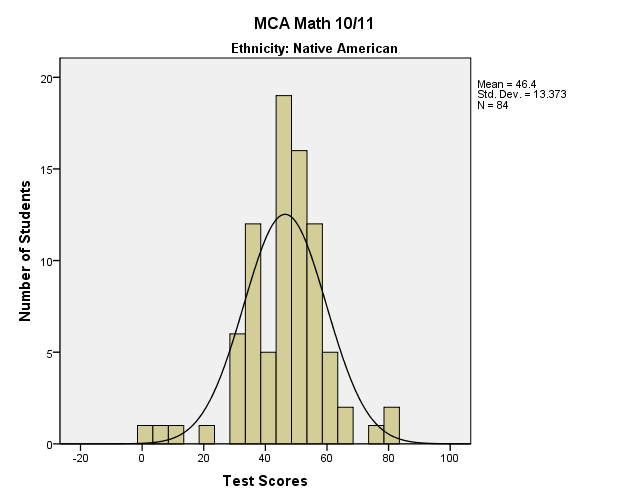 MCA Math 10/11
Ethnicity: Native American
Mean = 46.4
Std. Dev. = 13.373
N = 84
Number of Students
20
15
10
5
0
-20 0 20 40 60 80 100
Test Scores